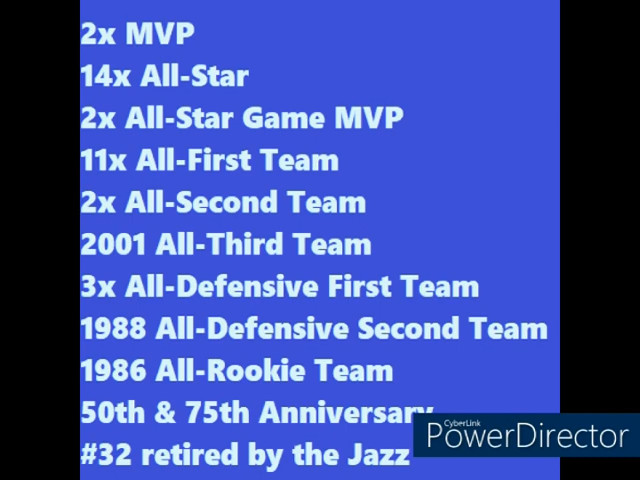 2x MVP
14x All-Star
2x All-Star Game MVP
11x All-First Team
2x All-Second Team
2001 All-Third Team
3x All-Defensive First Team
1988 All-Defensive Second Team
1986 All-Rookie Team
50th & 75th Anniversary
#32 retired by the Jazz
CyberLink
PowerDirector